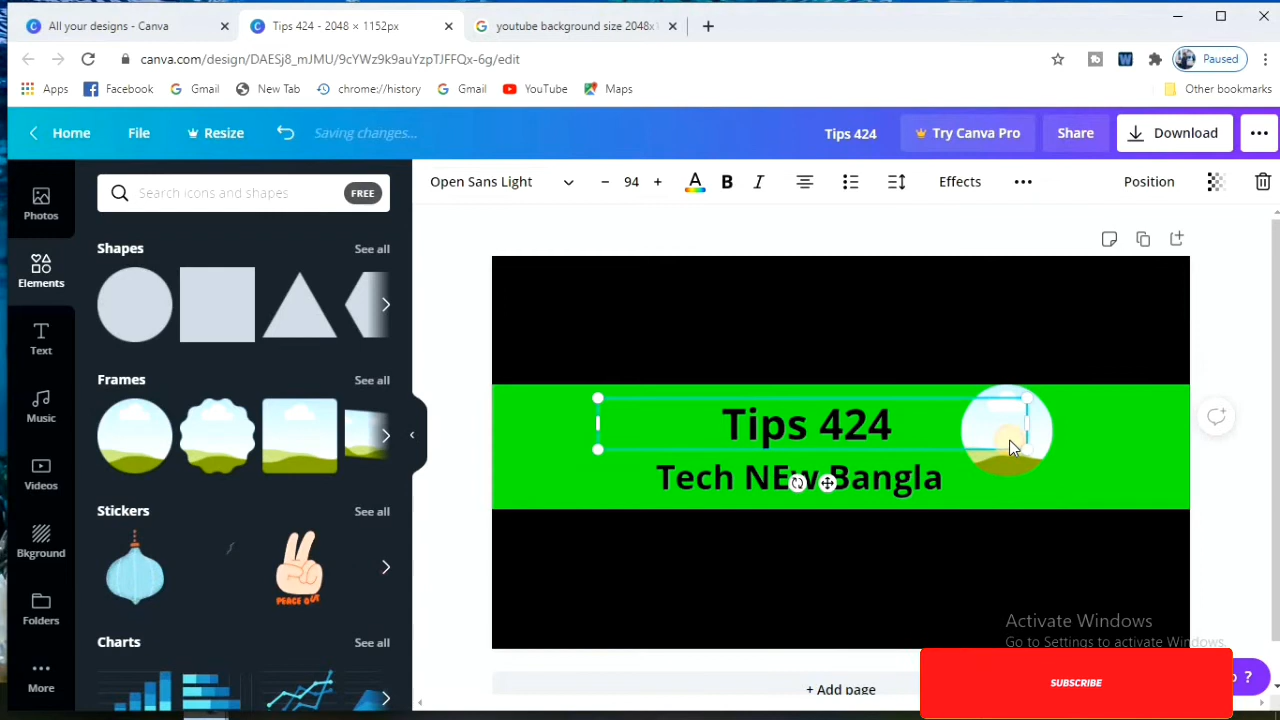 All your designs - Canva
Tips 424 - 2048 × 1152px
youtube background size 2048x1
canva.com/design/DAESj8_mJMU/9cYWz9k9auYzpTJFFQx-6g/edit
Paused
Apps
Facebook
Gmail
New Tab
chrome://history
Gmail
YouTube
Maps
Other bookmarks
Home
File
Resize
Saving changes...
Tips 424
Try Canva Pro
Share
Download
Open Sans Light
94
A
B
I
Effects
Position
Search icons and shapes
FREE
Photos
Elements
Text
Music
Videos
Bkground
Folders
More
Shapes
See all
Frames
See all
Stickers
See all
PEACE OUT
Charts
See all
Tips 424
Tech NEw Bangla
+ Add page
Activate Windows
Go to Settings to activate Windows.
SUBSCRIBE
?